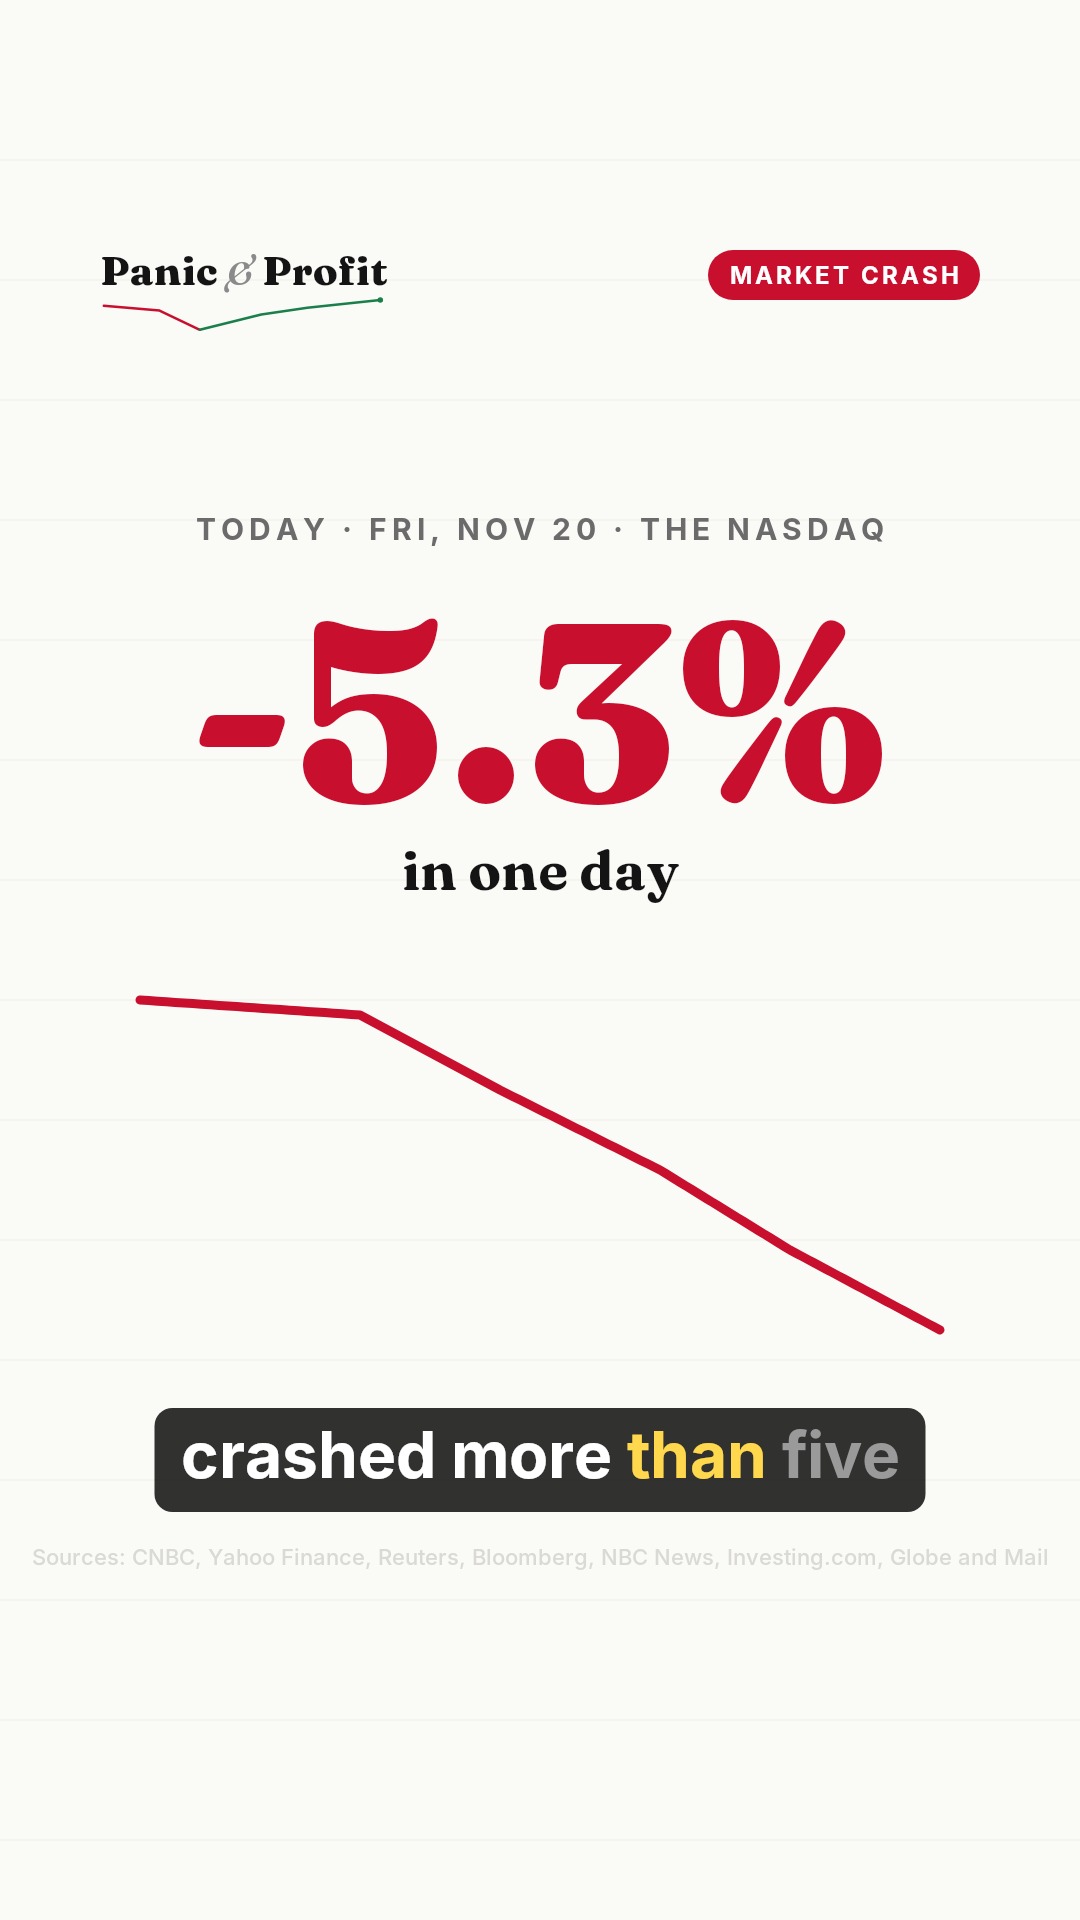 Panic & Profit
MARKET CRASH
TODAY · FRI, NOV 20 · THE NASDAQ
-5.3%
in one day
crashed more than five
Sources: CNBC, Yahoo Finance, Reuters, Bloomberg, NBC News, Investing.com, Globe and Mail